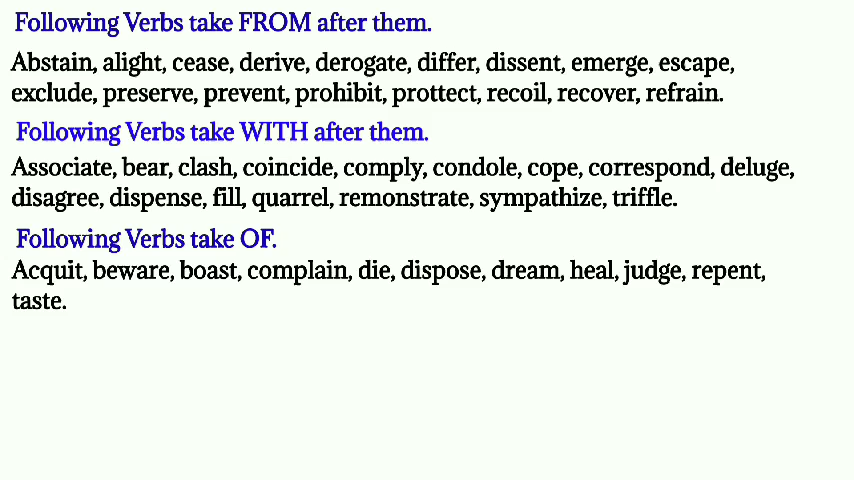 Following Verbs take FROM after them.
Abstain, alight, cease, derive, derogate, differ, dissent, emerge, escape,
exclude, preserve, prevent, prohibit, prottect, recoil, recover, refrain.
Following Verbs take WITH after them.
Associate, bear, clash, coincide, comply, condole, cope, correspond, deluge,
disagree, dispense, fill, quarrel, remonstrate, sympathize, triffle.
Following Verbs take OF.
Acquit, beware, boast, complain, die, dispose, dream, heal, judge, repent,
taste.